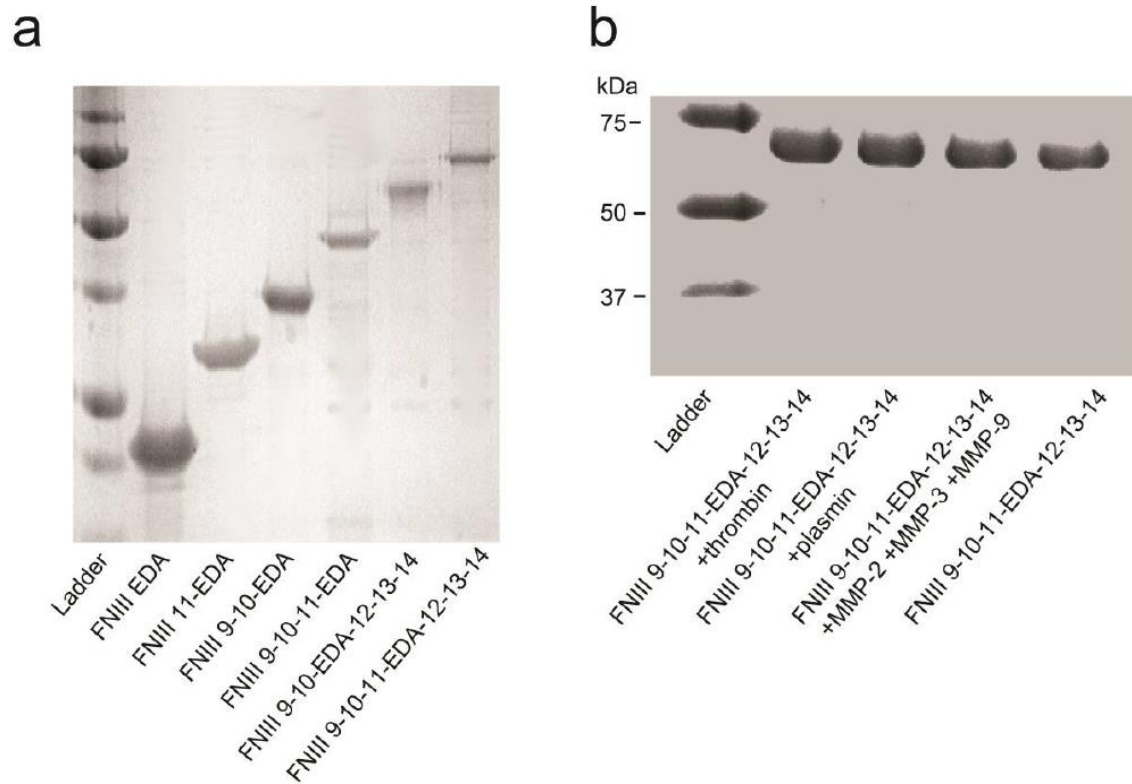 a
Ladder
FNIII EDA
FNIII 11-EDA
FNIII 9-10-EDA
FNIII 9-10-11-EDA
FNIII 9-10-EDA-12-13-14
FNIII 9-10-11-EDA-12-13-14
b
kDa
75-
50 -
37 -
Ladder
FNIII 9-10-11-EDA-12-13-14
+thrombin
FNIII 9-10-11-EDA-12-13-14
+plasmin
FNIII 9-10-11-EDA-12-13-14
+MMP-2 +MMP-3 +MMP-9
FNIII 9-10-11-EDA-12-13-14